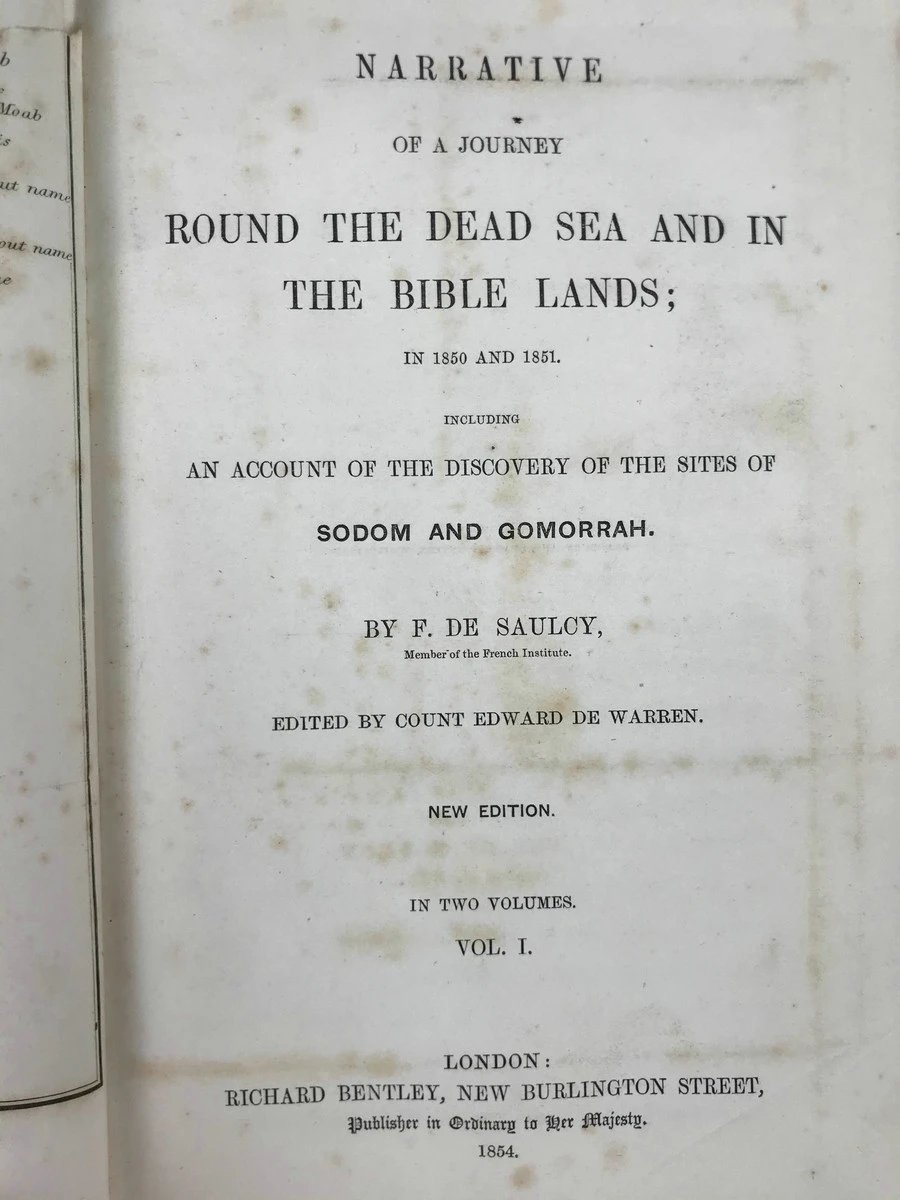 Moab
out name
NARRATIVE
OF A JOURNEY
ROUND THE DEAD SEA AND IN
THE BIBLE LANDS;
IN 1850 AND 1851.
INCLUDING
AN ACCOUNT OF THE DISCOVERY OF THE SITES OF
SODOM AND GOMORRAH.
BY F. DE SAULCY,
Member of the French Institute.
EDITED BY COUNT EDWARD DE WARREN.
NEW EDITION.
IN TWO VOLUMES.
VOL. I.
LONDON:
RICHARD BENTLEY, NEW BURLINGTON STREET,
Publisher in Ordinary to Her Majesty.
1854.